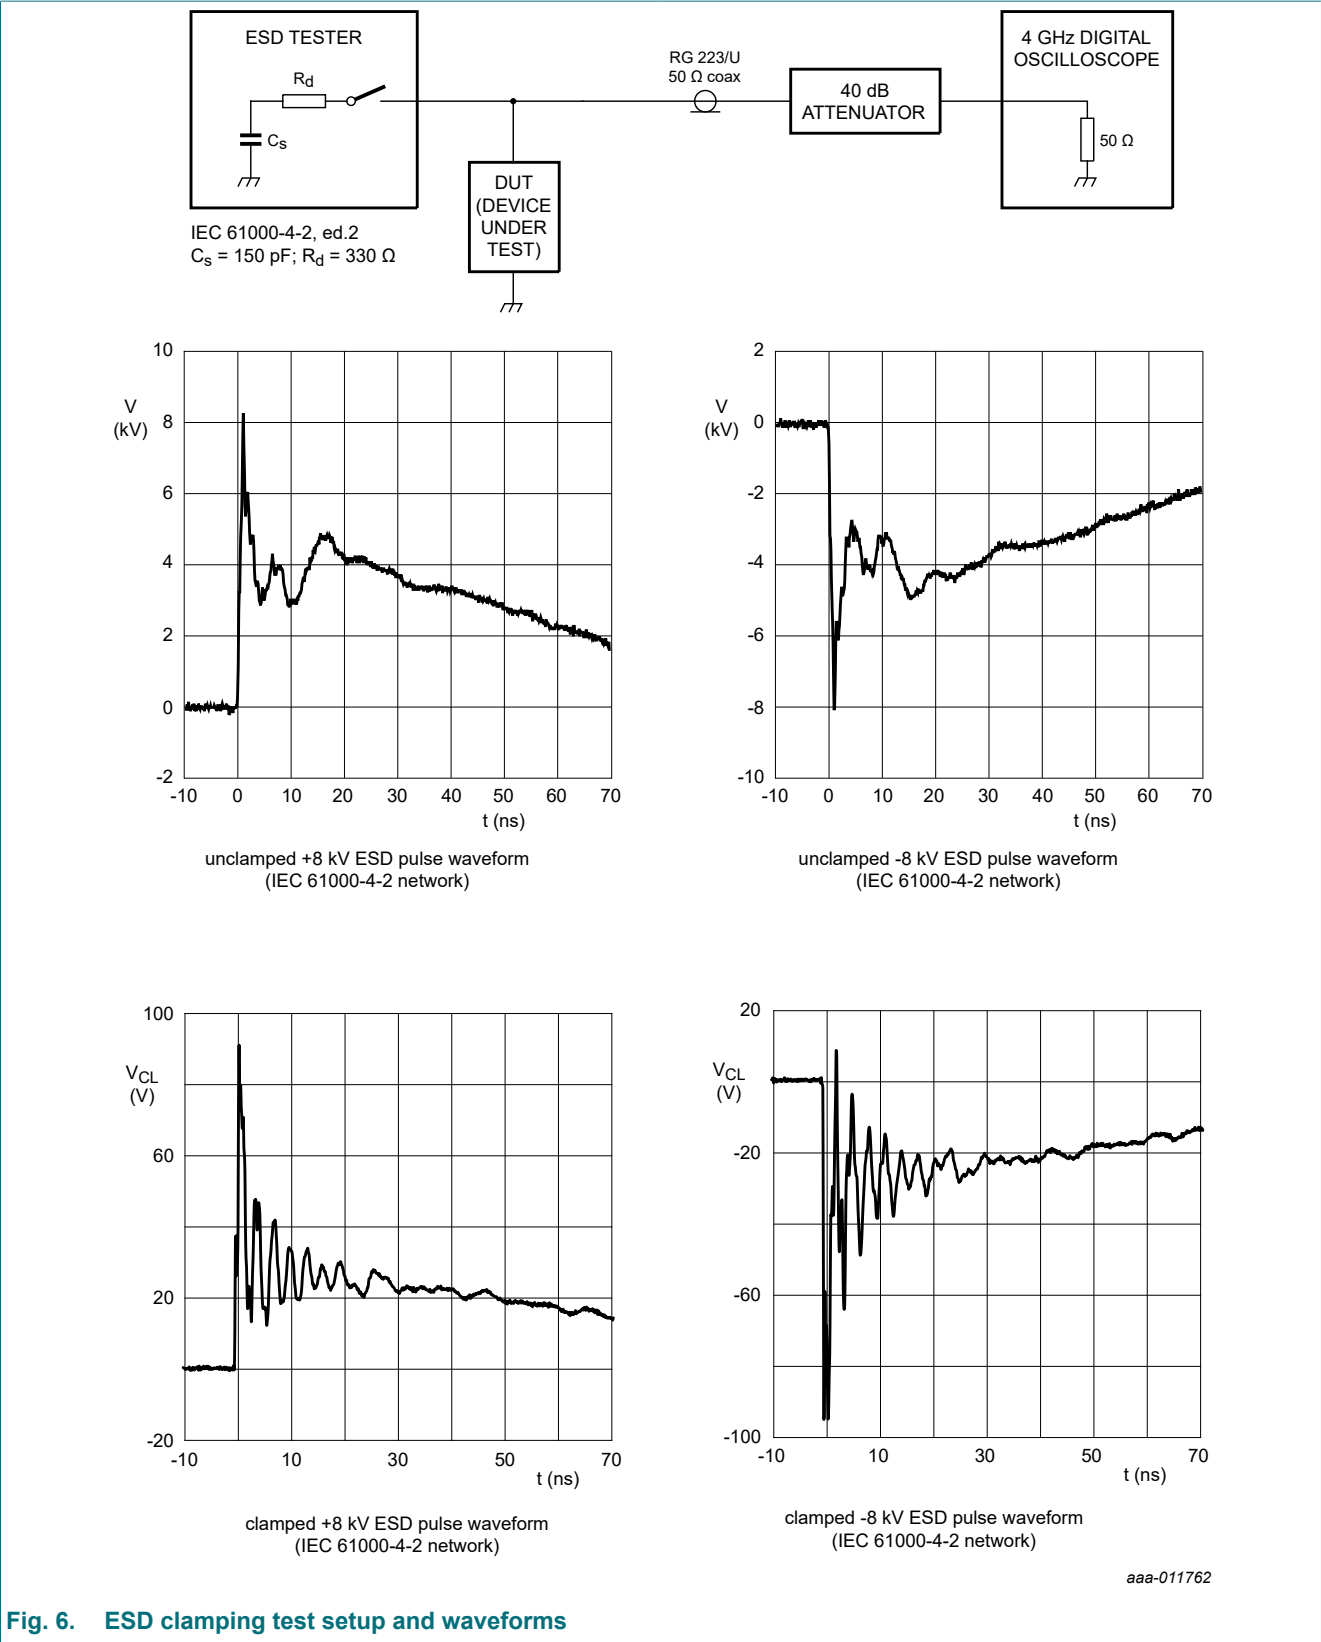 ESD TESTER
Rd
Cs
IEC 61000-4-2, ed.2
Cs = 150 pF; Rd = 330 Ω
DUT
(DEVICE
UNDER
TEST)
RG 223/U
50 Ω coax
40 dB
ATTENUATOR
4 GHz DIGITAL
OSCILLOSCOPE
50 Ω
V
(kV)
10
8
6
4
2
0
-2
-10 0 10 20 30 40 50 60 70
t (ns)
unclamped +8 kV ESD pulse waveform
(IEC 61000-4-2 network)
V
(kV)
2
0
-2
-4
-6
-8
-10
-10 0 10 20 30 40 50 60 70
t (ns)
unclamped -8 kV ESD pulse waveform
(IEC 61000-4-2 network)
VCL
(V)
100
60
20
-20
-10 10 30 50 70
t (ns)
clamped +8 kV ESD pulse waveform
(IEC 61000-4-2 network)
VCL
(V)
20
-20
-60
-100
-10 10 30 50 70
t (ns)
clamped -8 kV ESD pulse waveform
(IEC 61000-4-2 network)
aaa-011762
Fig. 6. ESD clamping test setup and waveforms